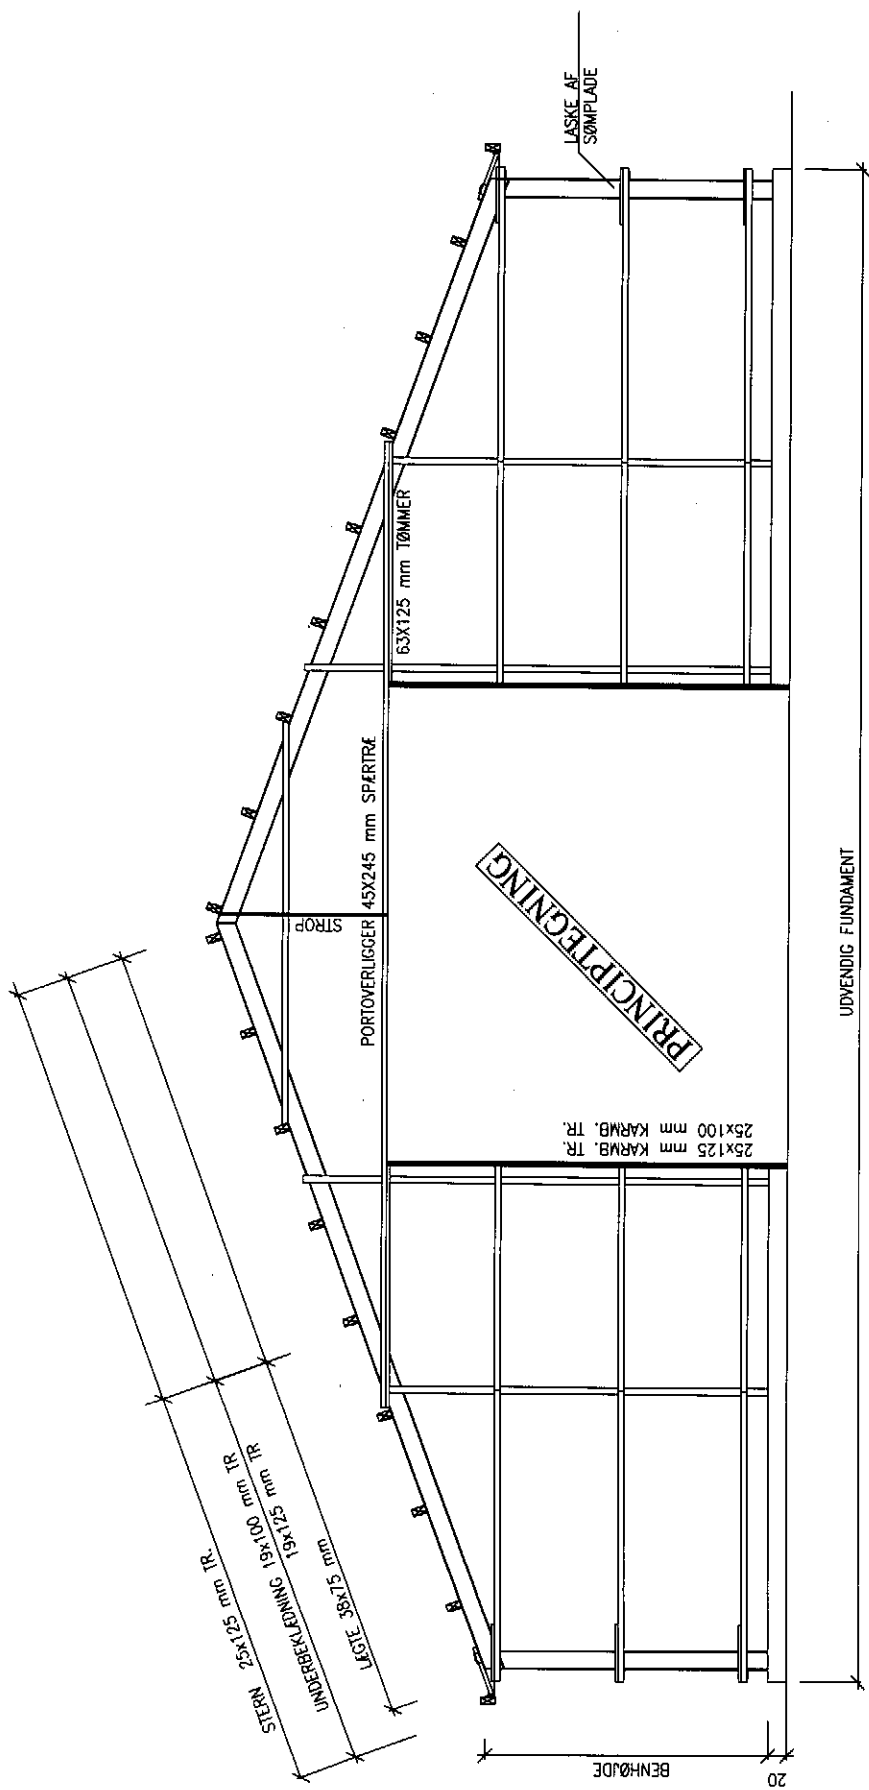 STERN 25x125 mm TR.
UNDERBEKLÆDNING 19x100 mm TR
19x125 mm TR
LÆGTE 38x75 mm
STROP
PORTOVERLIGGER 45X245 mm SPÆRTRÆ
63X125 mm TØMMER
LASKE AF
SØMPLADE
PRINCIPTEGNING
25x125 mm KARMB. TR.
25x100 mm KARMB. TR.
BENHØJDE
20
UDVENDIG FUNDAMENT